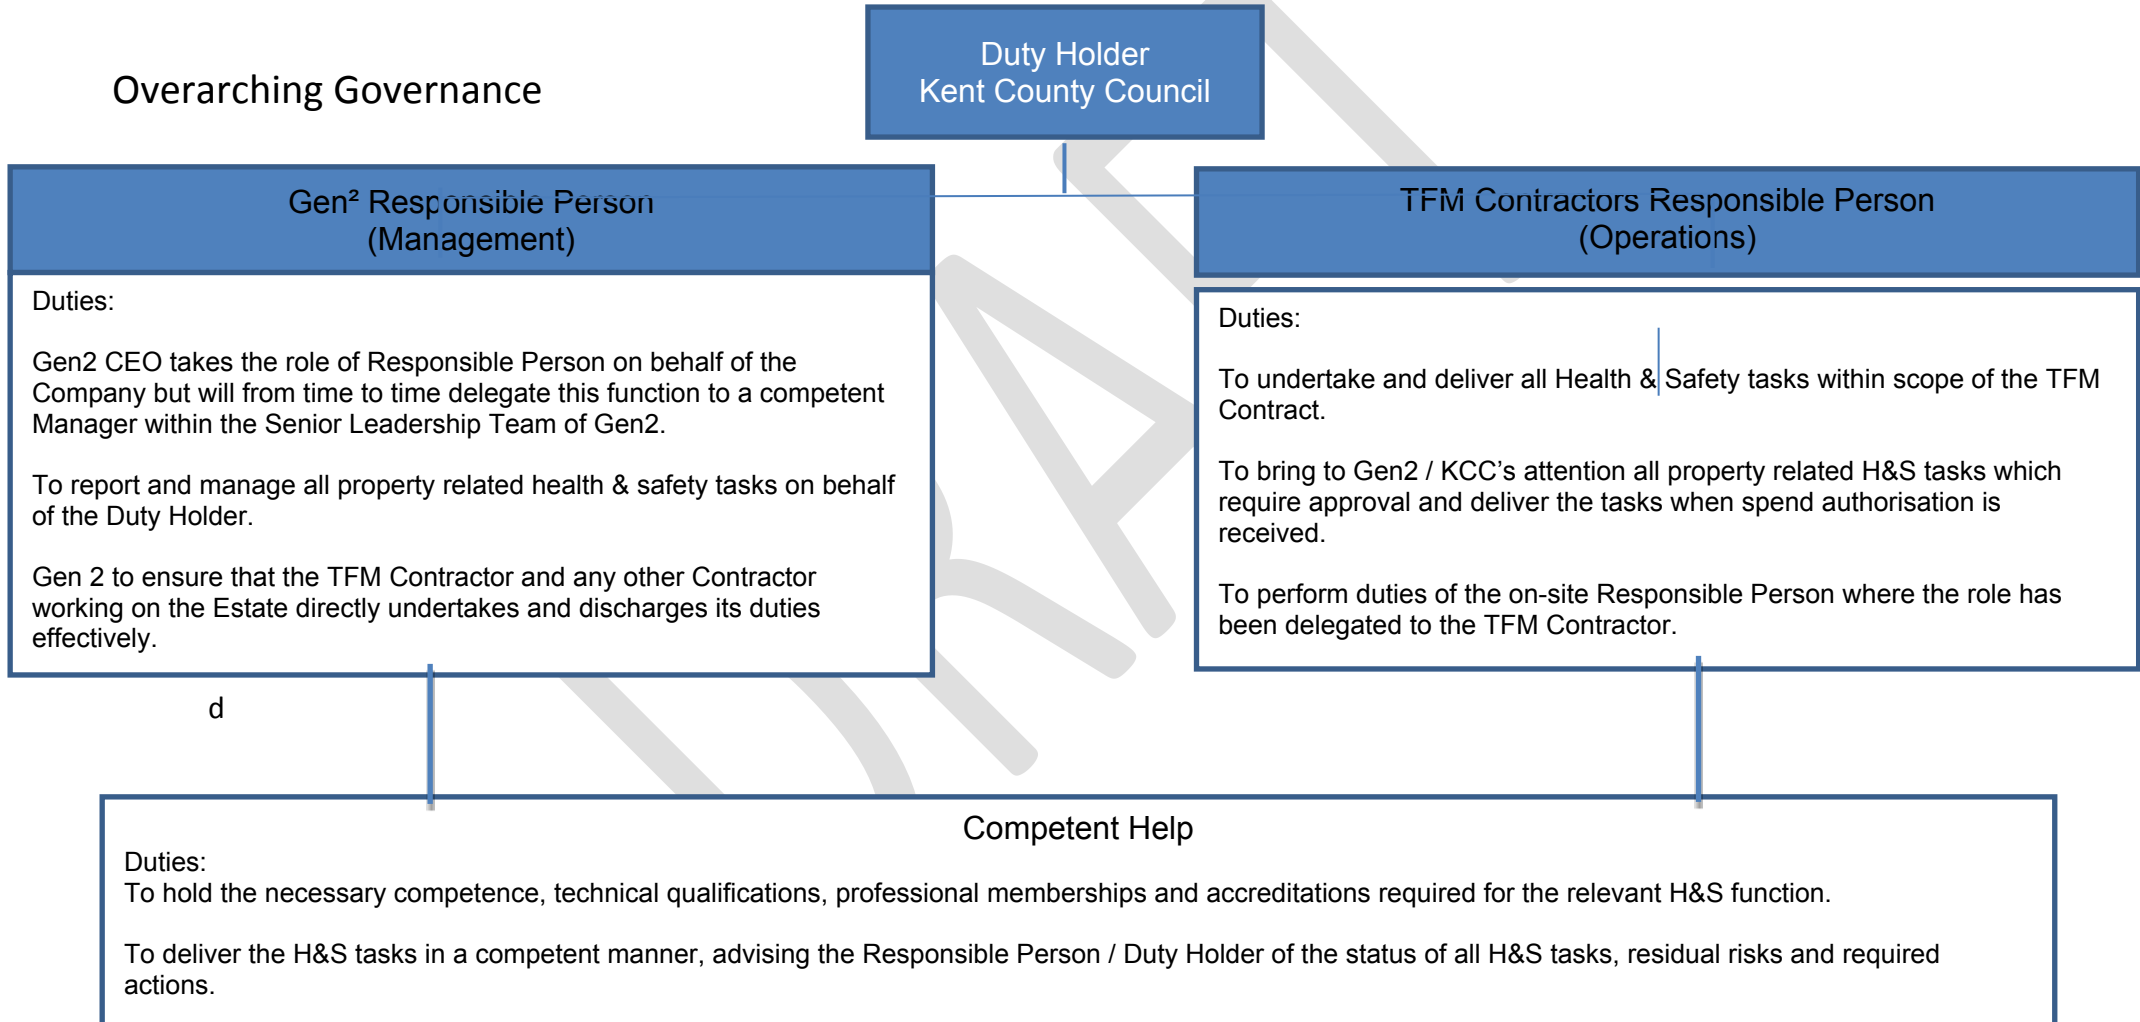 Overarching Governance
Duty Holder
Kent County Council
Gen² Responsible Person
(Management)
Duties:
Gen2 CEO takes the role of Responsible Person on behalf of the
Company but will from time to time delegate this function to a competent
Manager within the Senior Leadership Team of Gen2.
To report and manage all property related health & safety tasks on behalf
of the Duty Holder.
Gen 2 to ensure that the TFM Contractor and any other Contractor
working on the Estate directly undertakes and discharges its duties
effectively.
TFM Contractors Responsible Person
(Operations)
Duties:
To undertake and deliver all Health & Safety tasks within scope of the TFM
Contract.
To bring to Gen2 / KCC’s attention all property related H&S tasks which
require approval and deliver the tasks when spend authorisation is
received.
To perform duties of the on-site Responsible Person where the role has
been delegated to the TFM Contractor.
d
Competent Help
Duties:
To hold the necessary competence, technical qualifications, professional memberships and accreditations required for the relevant H&S function.
To deliver the H&S tasks in a competent manner, advising the Responsible Person / Duty Holder of the status of all H&S tasks, residual risks and required
actions.
DRAFT